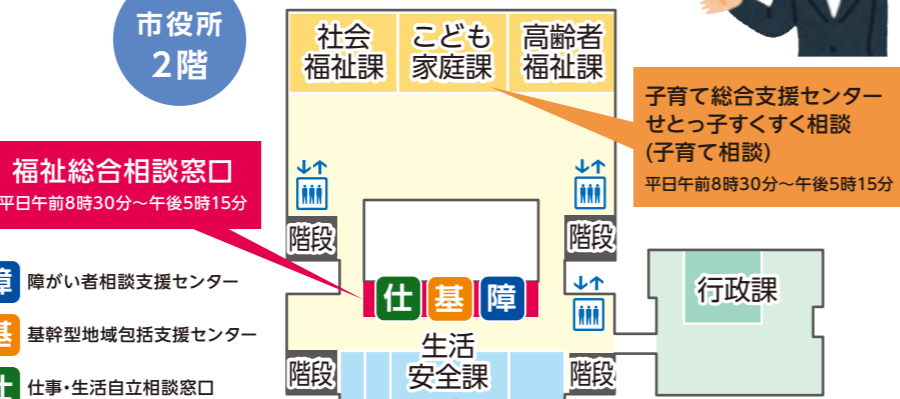 市役所
2階
社会
福祉課
こども
家庭課
高齢者
福祉課
子育て総合支援センター
せとっ子すくすく相談
(子育て相談)
平日午前8時30分～午後5時15分
福祉総合相談窓口
平日午前8時30分～午後5時15分
階段
階段
仕 基 障
障 障がい者相談支援センター
基 基幹型地域包括支援センター
仕 仕事・生活自立相談窓口
行政課
生活
安全課
階段
階段